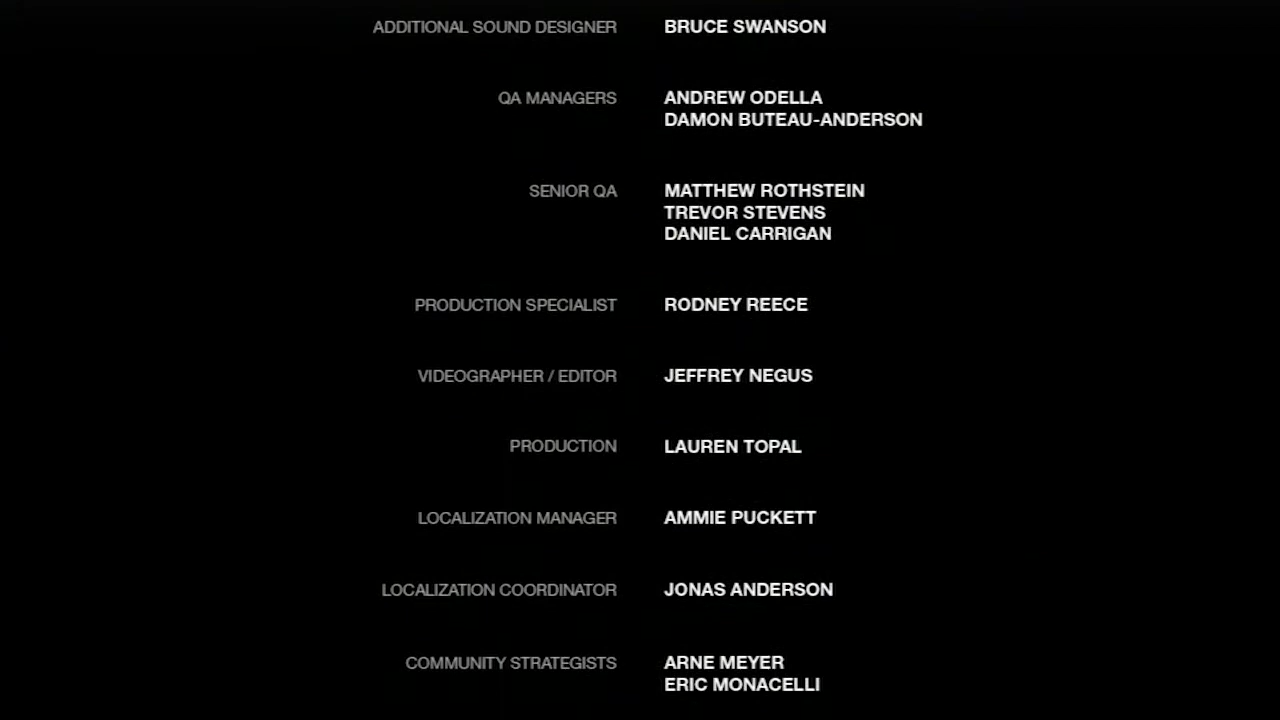 ADDITIONAL SOUND DESIGNER BRUCE SWANSON
QA MANAGERS ANDREW ODELLA
DAMON BUTEAU-ANDERSON
SENIOR QA MATTHEW ROTHSTEIN
TREVOR STEVENS
DANIEL CARRIGAN
PRODUCTION SPECIALIST RODNEY REECE
VIDEOGRAPHER / EDITOR JEFFREY NEGUS
PRODUCTION LAUREN TOPAL
LOCALIZATION MANAGER AMMIE PUCKETT
LOCALIZATION COORDINATOR JONAS ANDERSON
COMMUNITY STRATEGISTS ARNE MEYER
ERIC MONACELLI